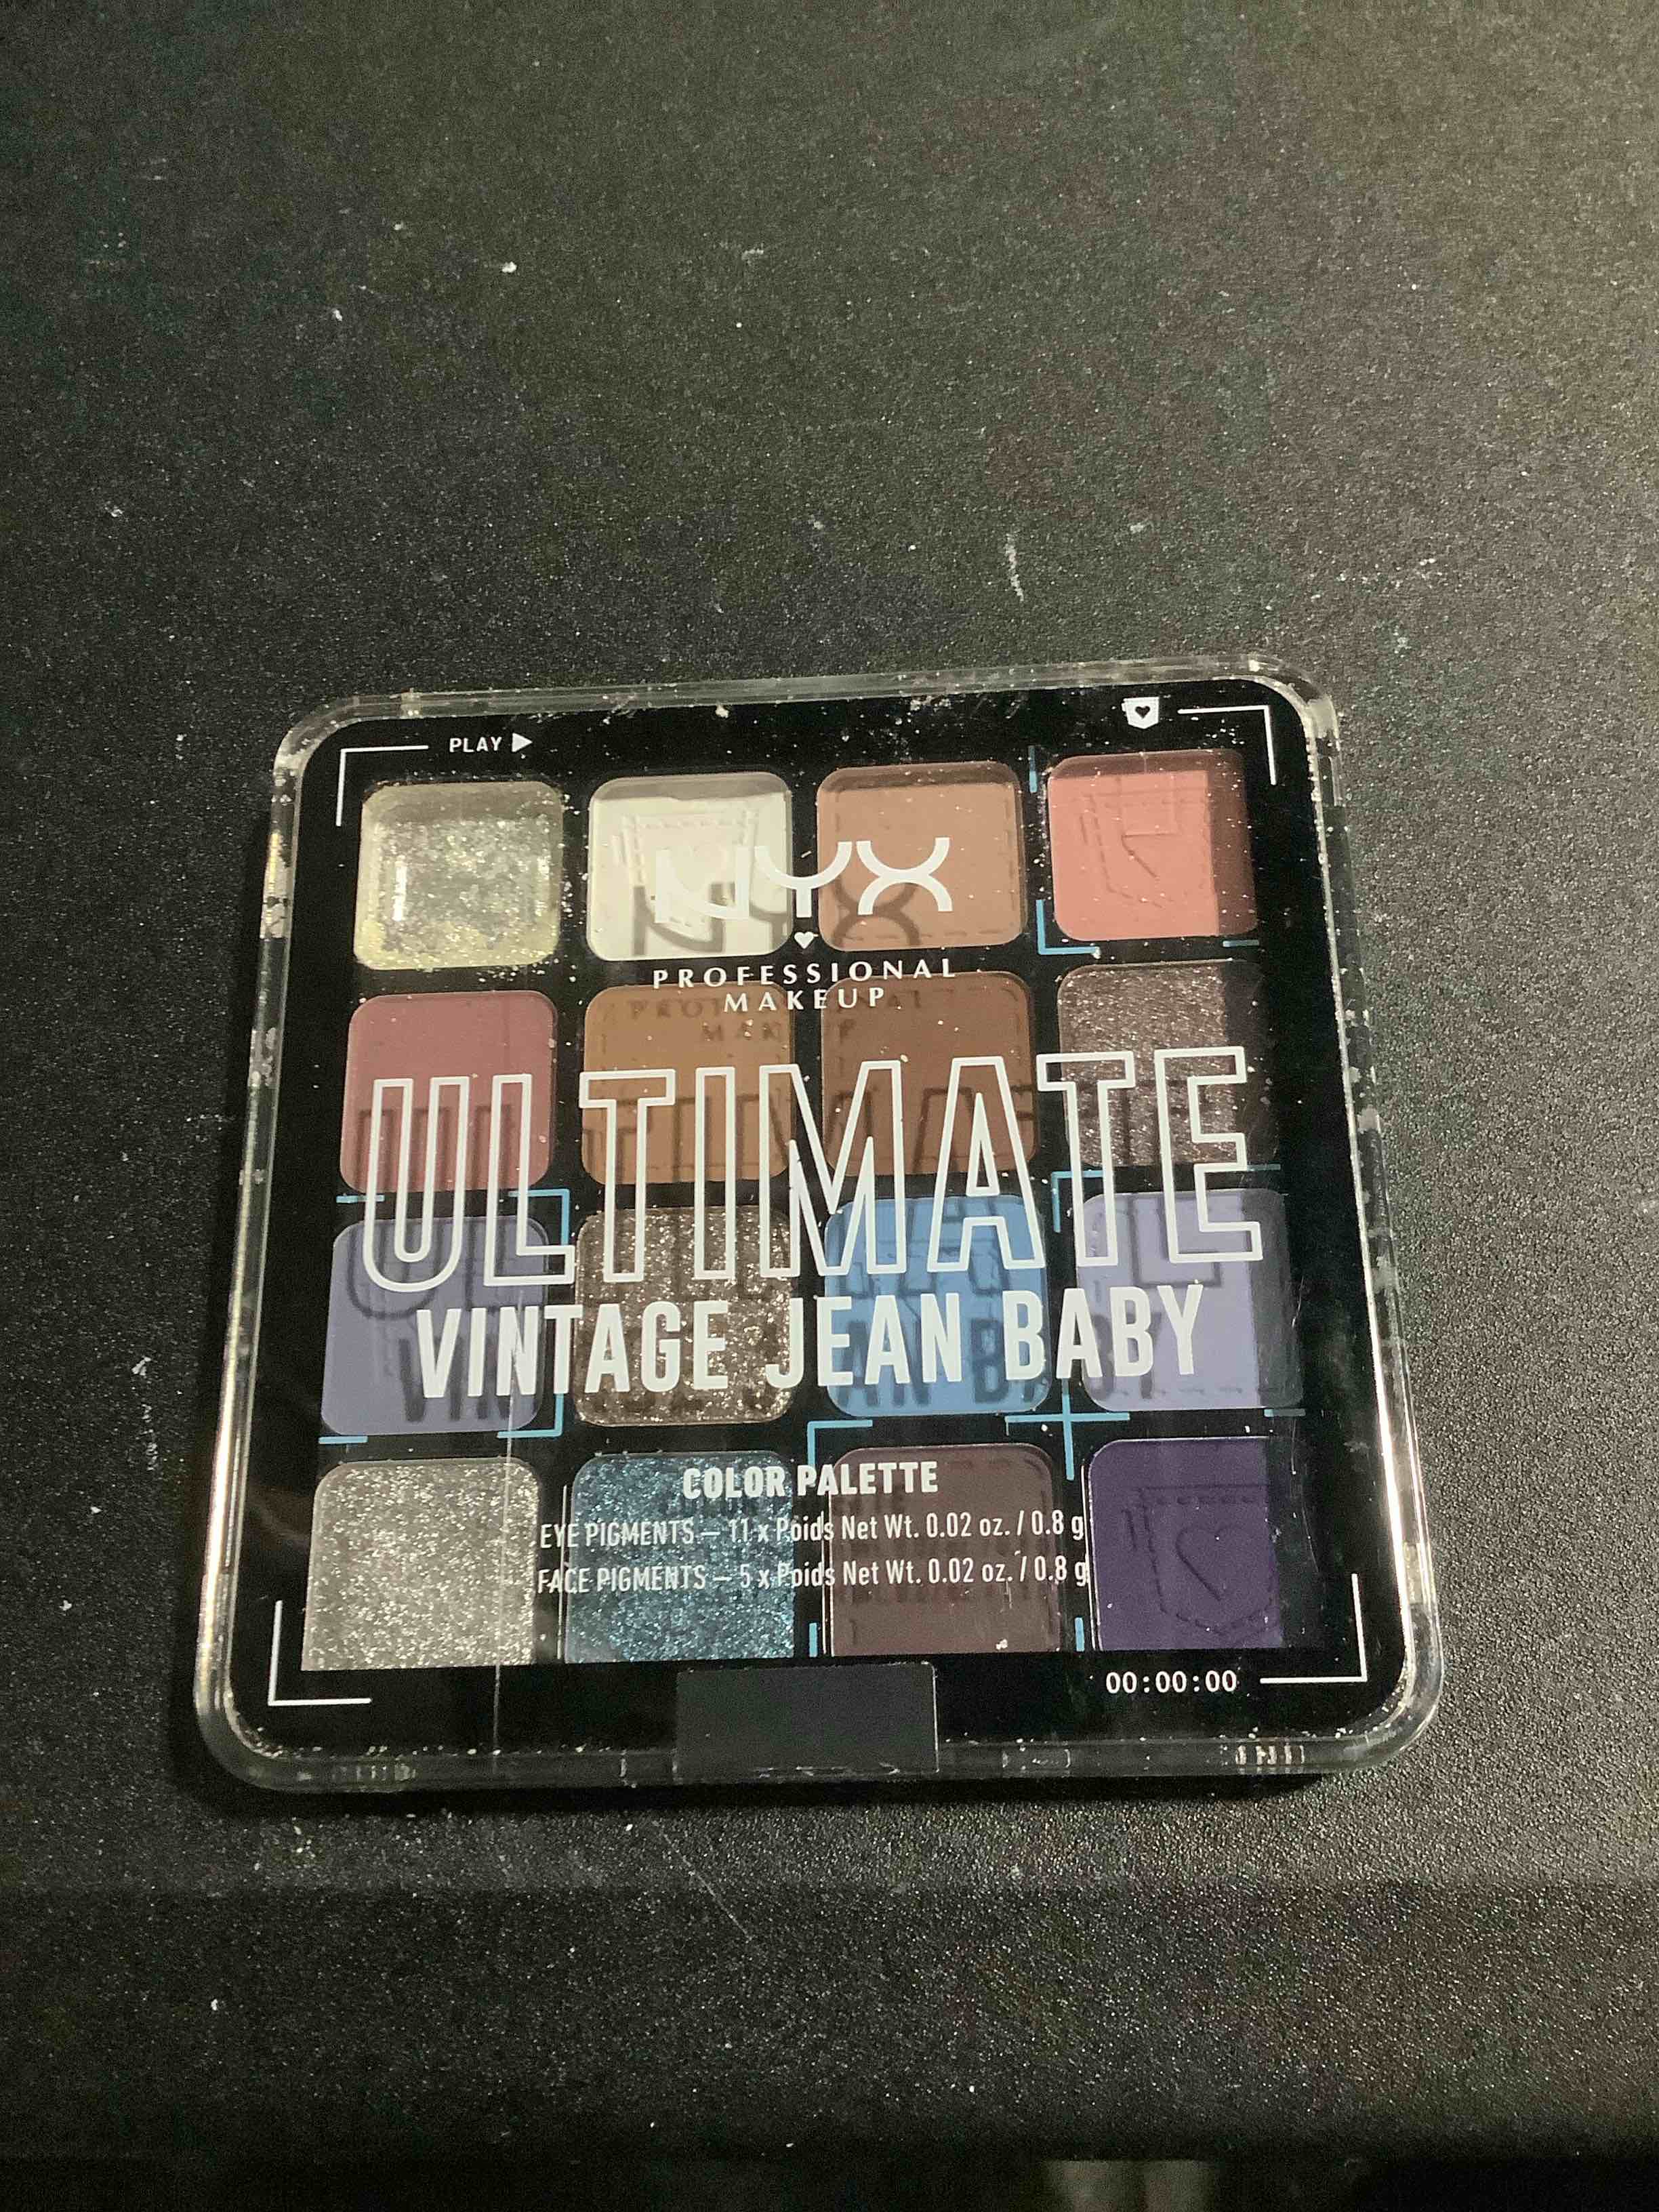 PLAY
NYX
PROFESSIONAL
MAKEUP
ULTIMATE
VINTAGE JEAN BABY
COLOR PALETTE
EYE PIGMENTS – 11 x Poids Net Wt. 0.02 oz. / 0.8 g
FACE PIGMENTS – 5 x Poids Net Wt. 0.02 oz. / 0.8 g
00:00:00